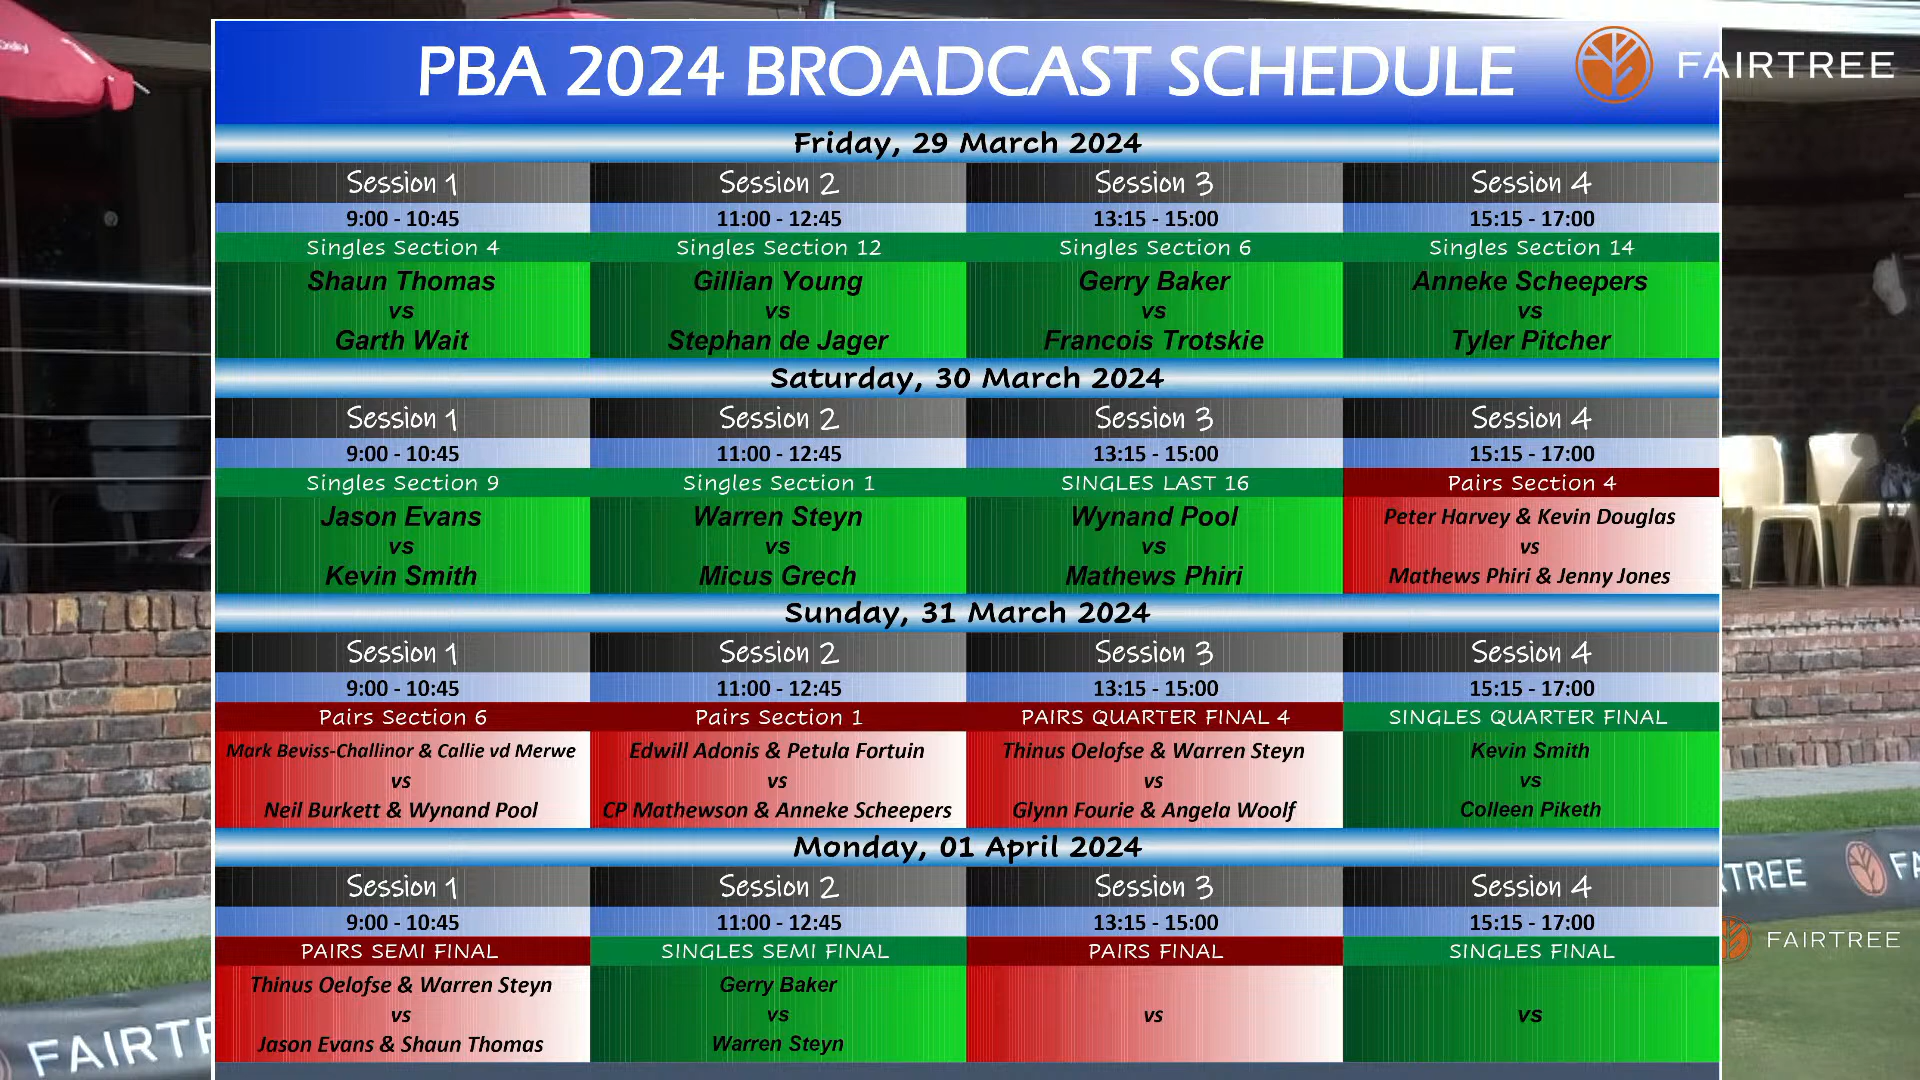 PBA 2024 BROADCAST SCHEDULE
FAIRTREE
Friday, 29 March 2024
Session 1
Session 2
Session 3
Session 4
9:00 - 10:45
11:00 - 12:45
13:15 - 15:00
15:15 - 17:00
Singles Section 4
Singles Section 12
Singles Section 6
Singles Section 14
Shaun Thomas
vs
Garth Wait
Gillian Young
vs
Stephan de Jager
Gerry Baker
vs
Francois Trotskie
Anneke Scheepers
vs
Tyler Pitcher
Saturday, 30 March 2024
Session 1
Session 2
Session 3
Session 4
9:00 - 10:45
11:00 - 12:45
13:15 - 15:00
15:15 - 17:00
Singles Section 9
Singles Section 1
SINGLES LAST 16
Pairs Section 4
Jason Evans
vs
Kevin Smith
Warren Steyn
vs
Micus Grech
Wynand Pool
vs
Mathews Phiri
Peter Harvey & Kevin Douglas
vs
Mathews Phiri & Jenny Jones
Sunday, 31 March 2024
Session 1
Session 2
Session 3
Session 4
9:00 - 10:45
11:00 - 12:45
13:15 - 15:00
15:15 - 17:00
Pairs Section 6
Pairs Section 1
PAIRS QUARTER FINAL 4
SINGLES QUARTER FINAL
Mark Beviss-Challinor & Callie vd Merwe
vs
Neil Burkett & Wynand Pool
Edwill Adonis & Petula Fortuin
vs
CP Mathewson & Anneke Scheepers
Thinus Oelofse & Warren Steyn
vs
Glynn Fourie & Angela Woolf
Kevin Smith
vs
Colleen Piketh
Monday, 01 April 2024
Session 1
Session 2
Session 3
Session 4
9:00 - 10:45
11:00 - 12:45
13:15 - 15:00
15:15 - 17:00
PAIRS SEMI FINAL
SINGLES SEMI FINAL
PAIRS FINAL
SINGLES FINAL
Thinus Oelofse & Warren Steyn
vs
Jason Evans & Shaun Thomas
Gerry Baker
vs
Warren Steyn
vs
vs
TREE
FA
FAIRTREE
FAIRTR